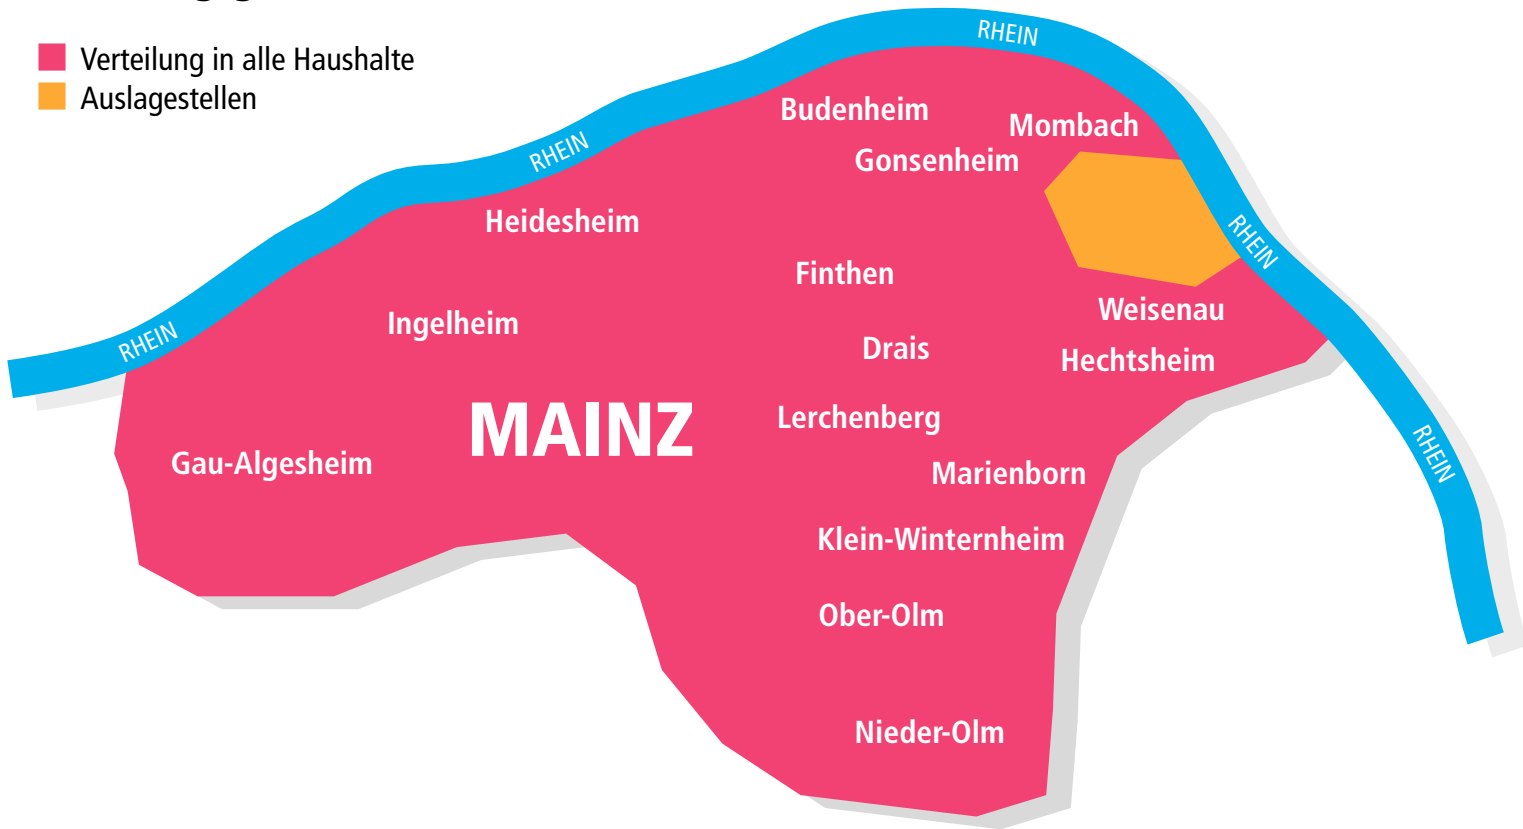 Verteilung in alle Haushalte
Auslagestellen
RHEIN
Budenheim
Mombach
RHEIN
Gonsenheim
Heidesheim
RHEIN
Finthen
Ingelheim
Weisenau
RHEIN
Drais
Hechtsheim
MAINZ
Lerchenberg
Gau-Algesheim
Marienborn
RHEIN
Klein-Winternheim
Ober-Olm
Nieder-Olm